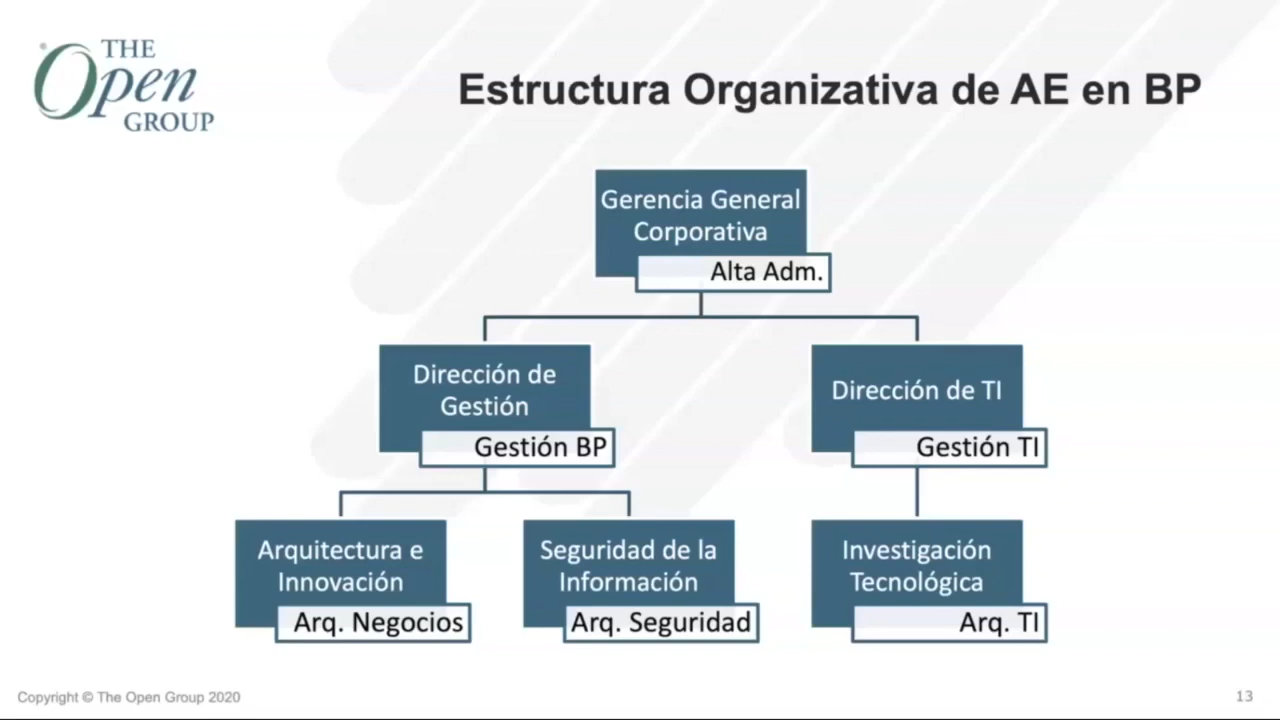 THE
Open
GROUP
Estructura Organizativa de AE en BP
Gerencia General
Corporativa
Alta Adm.
Dirección de
Gestión
Gestión BP
Dirección de TI
Gestión TI
Arquitectura e
Innovación
Arq. Negocios
Seguridad de la
Información
Arq. Seguridad
Investigación
Tecnológica
Arq. TI
Copyright © The Open Group 2020
13